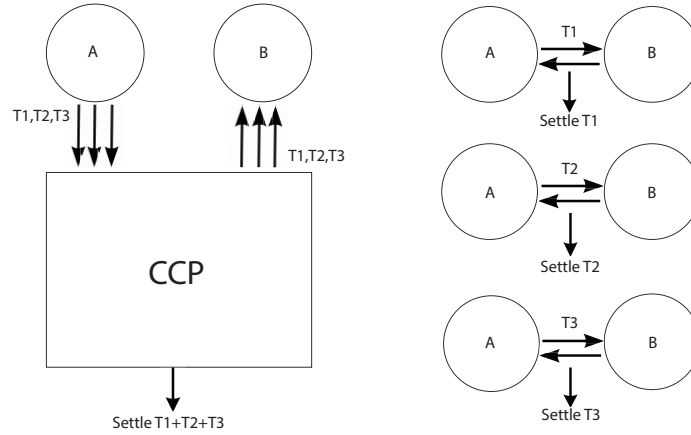 A
B
T1,T2,T3
T1,T2,T3
CCP
Settle T1+T2+T3
A
T1
B
Settle T1
A
T2
B
Settle T2
A
T3
B
Settle T3